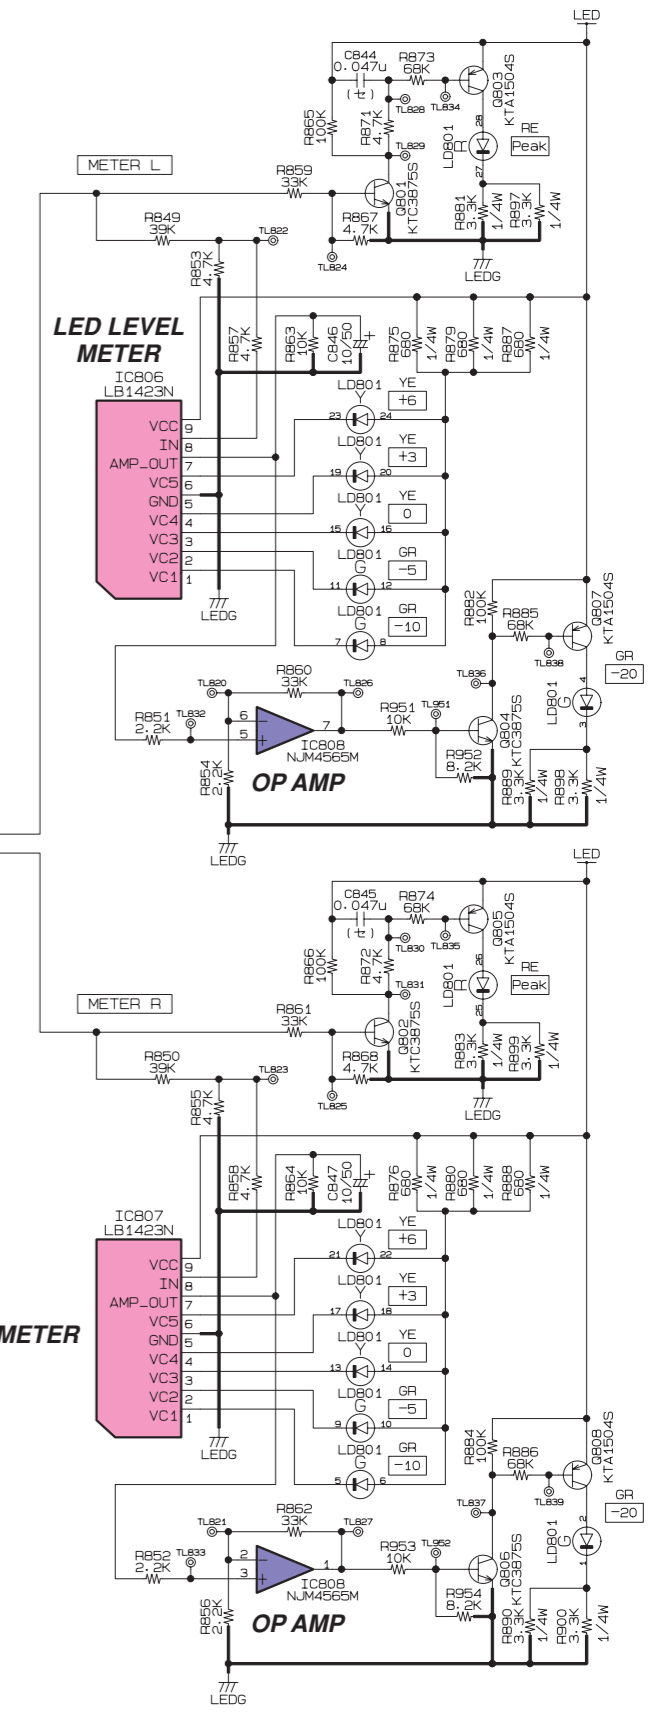 LED
C844
0.047u
(セ)
R873
68K
Q803
KTA1504S
R865
100K
R871
4.7K
TL828
TL834
TL829
28
LD801
R
27
RE
Peak
METER L
R859
33K
Q801
KTC3875S
R881
3.3K
1/4W
R897
3.3K
1/4W
R849
39K
TL822
R867
4.7K
TL824
LEDG
R853
4.7K
LED LEVEL
METER
IC806
LB1423N
R857
4.7K
R863
10K
C846
10/50
+
R875
680
1/4W
R879
680
1/4W
R887
680
1/4W
VCC 9
IN 8
AMP_OUT 7
VC5 6
GND 5
VC4 4
VC3 3
VC2 2
VC1 1
LD801 YE
Y +6
23 24
LD801 YE
Y +3
19 20
LD801 YE
Y 0
15 16
LD801 GR
G -5
11 12
LD801 GR
G -10
7 8
LEDG
R882
100K
R885
68K
Q807
KTA1504S
TL838
TL836
GR
-20
4
LD801
G
3
TL820
R860
33K
TL826
R851
2.2K
TL832
6 −
5 +
7
IC808
NJM4565M
OP AMP
R854
2.2K
R951
10K
TL951
Q804
KTC3875S
R952
8.2K
R889
3.3K
1/4W
R898
3.3K
1/4W
LEDG
LED
C845
0.047u
(セ)
R874
68K
Q805
KTA1504S
R866
100K
R872
4.7K
TL830
TL835
TL831
26
LD801
R
25
RE
Peak
METER R
R861
33K
Q802
KTC3875S
R883
3.3K
1/4W
R899
3.3K
1/4W
R850
39K
TL823
R868
4.7K
TL825
LEDG
R855
4.7K
IC807
LB1423N
R858
4.7K
R864
10K
C847
10/50
+
R876
680
1/4W
R880
680
1/4W
R888
680
1/4W
METER
VCC 9
IN 8
AMP_OUT 7
VC5 6
GND 5
VC4 4
VC3 3
VC2 2
VC1 1
LD801 YE
Y +6
21 22
LD801 YE
Y +3
17 18
LD801 YE
Y 0
13 14
LD801 GR
G -5
9 10
LD801 GR
G -10
5 6
LEDG
R884
100K
R886
68K
Q808
KTA1504S
TL839
TL837
GR
-20
2
LD801
G
1
TL821
R862
33K
TL827
R852
2.2K
TL833
2 −
3 +
1
IC808
NJM4565M
OP AMP
R856
2.2K
R953
10K
TL952
Q806
KTC3875S
R954
8.2K
R890
3.3K
1/4W
R900
3.3K
1/4W
LEDG